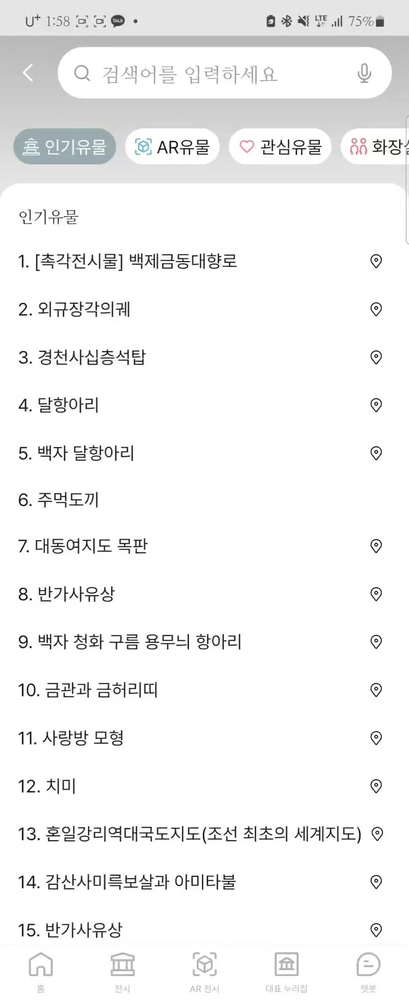 U+ 1:58 TALK LTE 75%
검색어를 입력하세요
인기유물 AR유물 관심유물 화장
인기유물
1. [촉각전시물] 백제금동대향로
2. 외규장각의궤
3. 경천사십층석탑
4. 달항아리
5. 백자 달항아리
6. 주먹도끼
7. 대동여지도 목판
8. 반가사유상
9. 백자 청화 구름 용무늬 항아리
10. 금관과 금허리띠
11. 사랑방 모형
12. 치미
13. 혼일강리역대국도지도(조선 최초의 세계지도)
14. 감산사미륵보살과 아미타불
15. 반가사유상
홈 전시 AR 전시 대표 누리집 챗봇